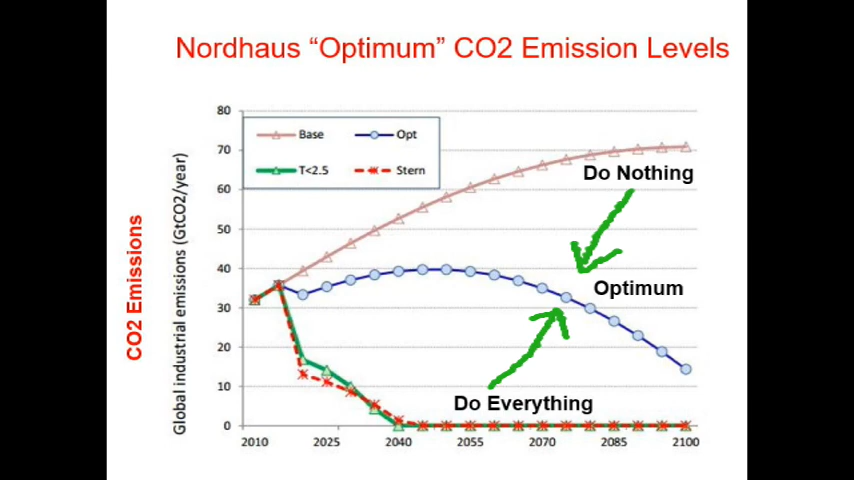 Nordhaus “Optimum” CO2 Emission Levels
CO2 Emissions
Global industrial emissions (GtCO2/year)
80
70
60
50
40
30
20
10
0
Base
Opt
T<2.5
Stern
Do Nothing
Optimum
Do Everything
2010
2025
2040
2055
2070
2085
2100